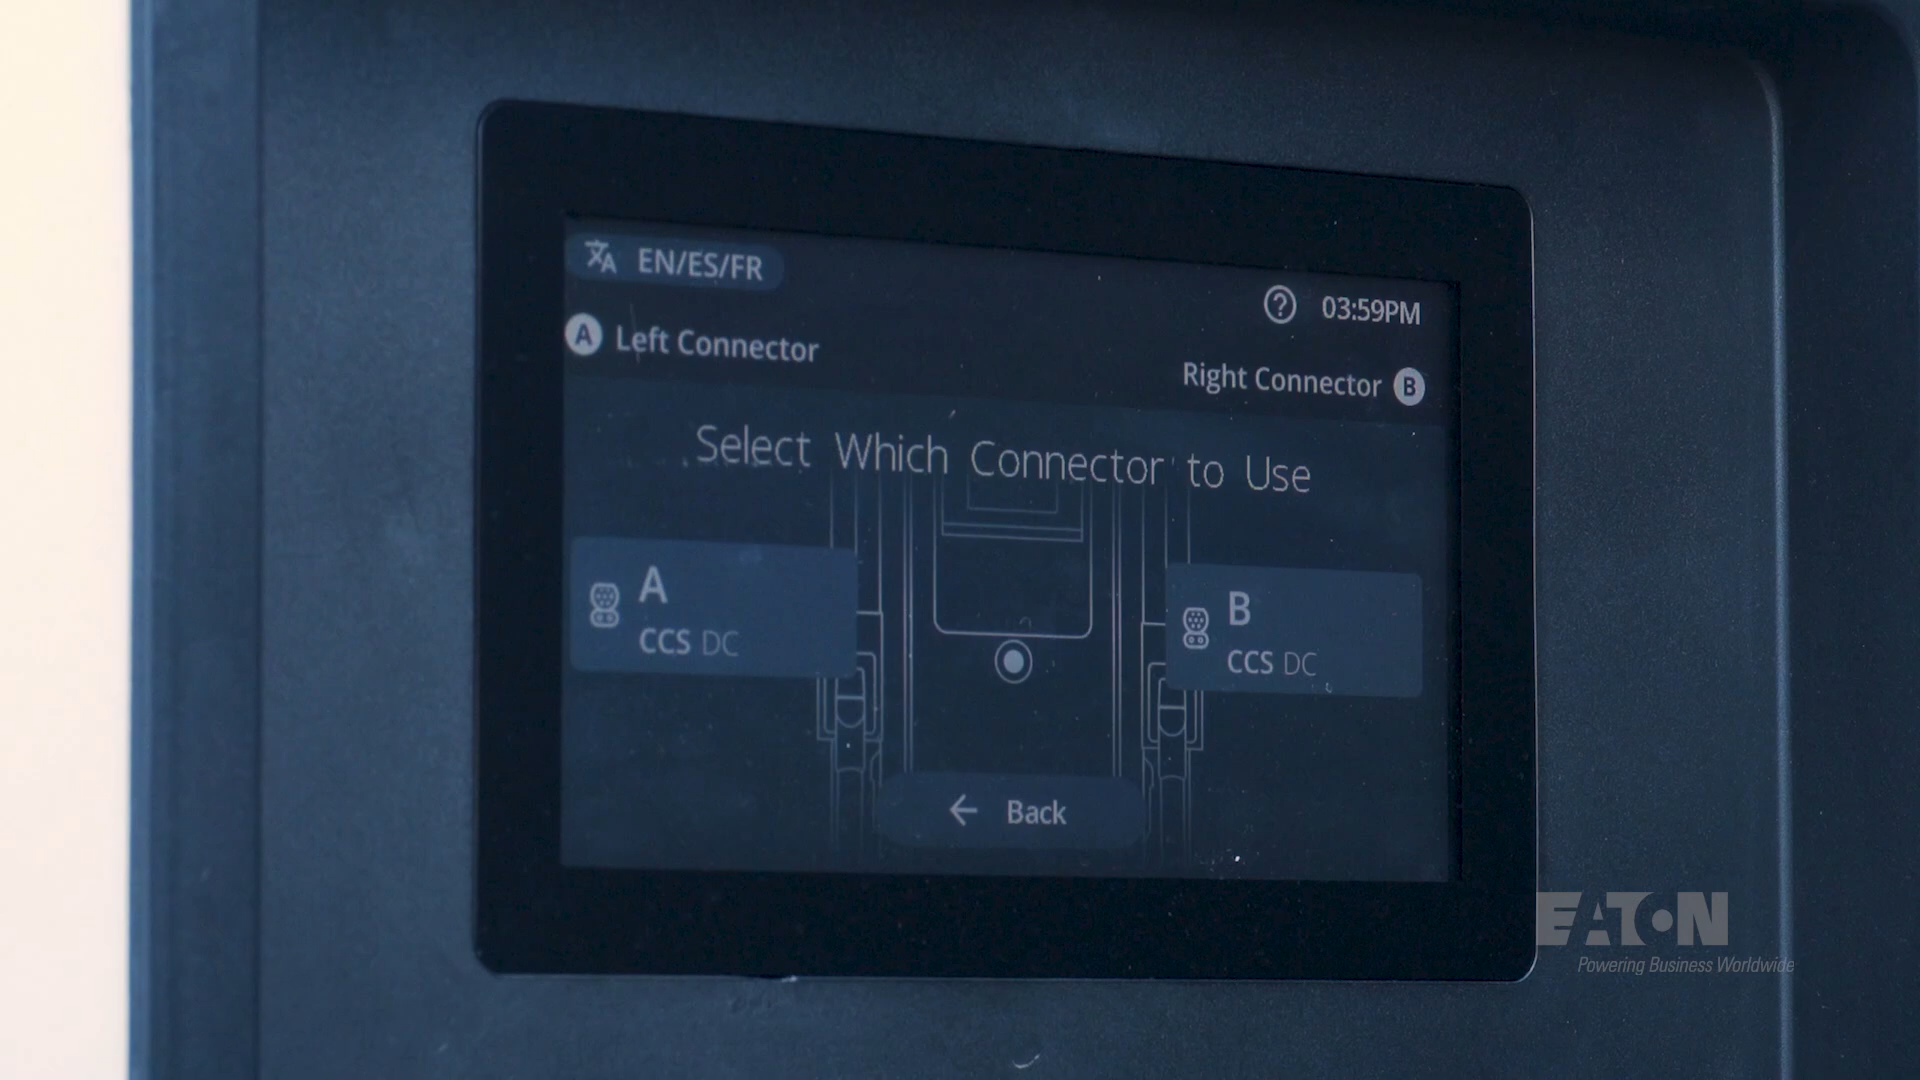 EN/ES/FR
03:59PM
A Left Connector
Right Connector B
Select Which Connector to Use
A
CCS DC
B
CCS DC
← Back
EATON
Powering Business Worldwide